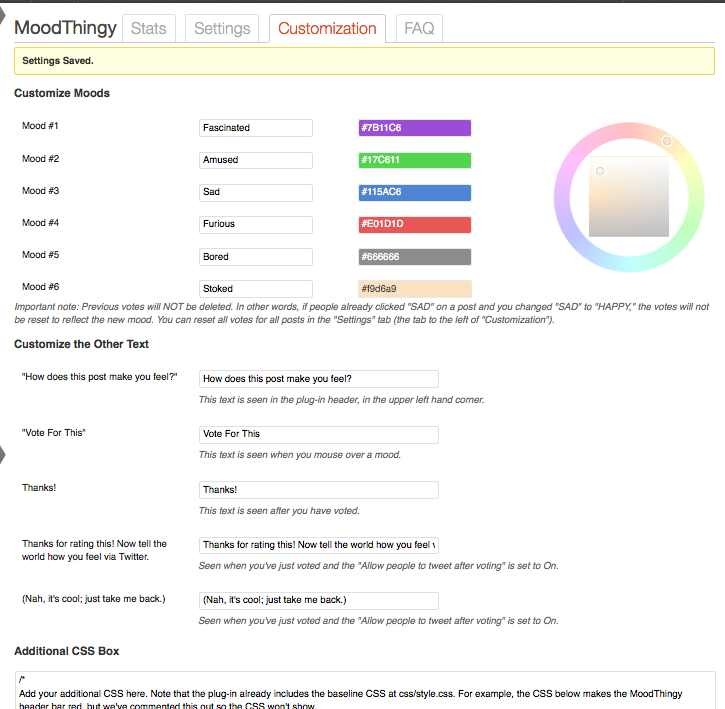 MoodThingy Stats Settings Customization FAQ
Settings Saved.
Customize Moods
Mood #1 Fascinated #7B11C6
Mood #2 Amused #17C611
Mood #3 Sad #115AC6
Mood #4 Furious #E01D1D
Mood #5 Bored #666666
Mood #6 Stoked #f9d6a9
Important note: Previous votes will NOT be deleted. In other words, if people already clicked "SAD" on a post and you changed "SAD" to "HAPPY," the votes will not
be reset to reflect the new mood. You can reset all votes for all posts in the "Settings" tab (the tab to the left of "Customization").
Customize the Other Text
"How does this post make you feel?" How does this post make you feel?
This text is seen in the plug-in header, in the upper left hand corner.
"Vote For This" Vote For This
This text is seen when you mouse over a mood.
Thanks! Thanks!
This text is seen after you have voted.
Thanks for rating this! Now tell the
world how you feel via Twitter.
Thanks for rating this! Now tell the world how you feel v
Seen when you've just voted and the "Allow people to tweet after voting" is set to On.
(Nah, it's cool; just take me back.) (Nah, it's cool; just take me back.)
Seen when you've just voted and the "Allow people to tweet after voting" is set to On.
Additional CSS Box
/*
Add your additional CSS here. Note that the plug-in already includes the baseline CSS at css/style.css. For example, the CSS below makes the MoodThingy
header bar red, but we've commented this out so the CSS won't show